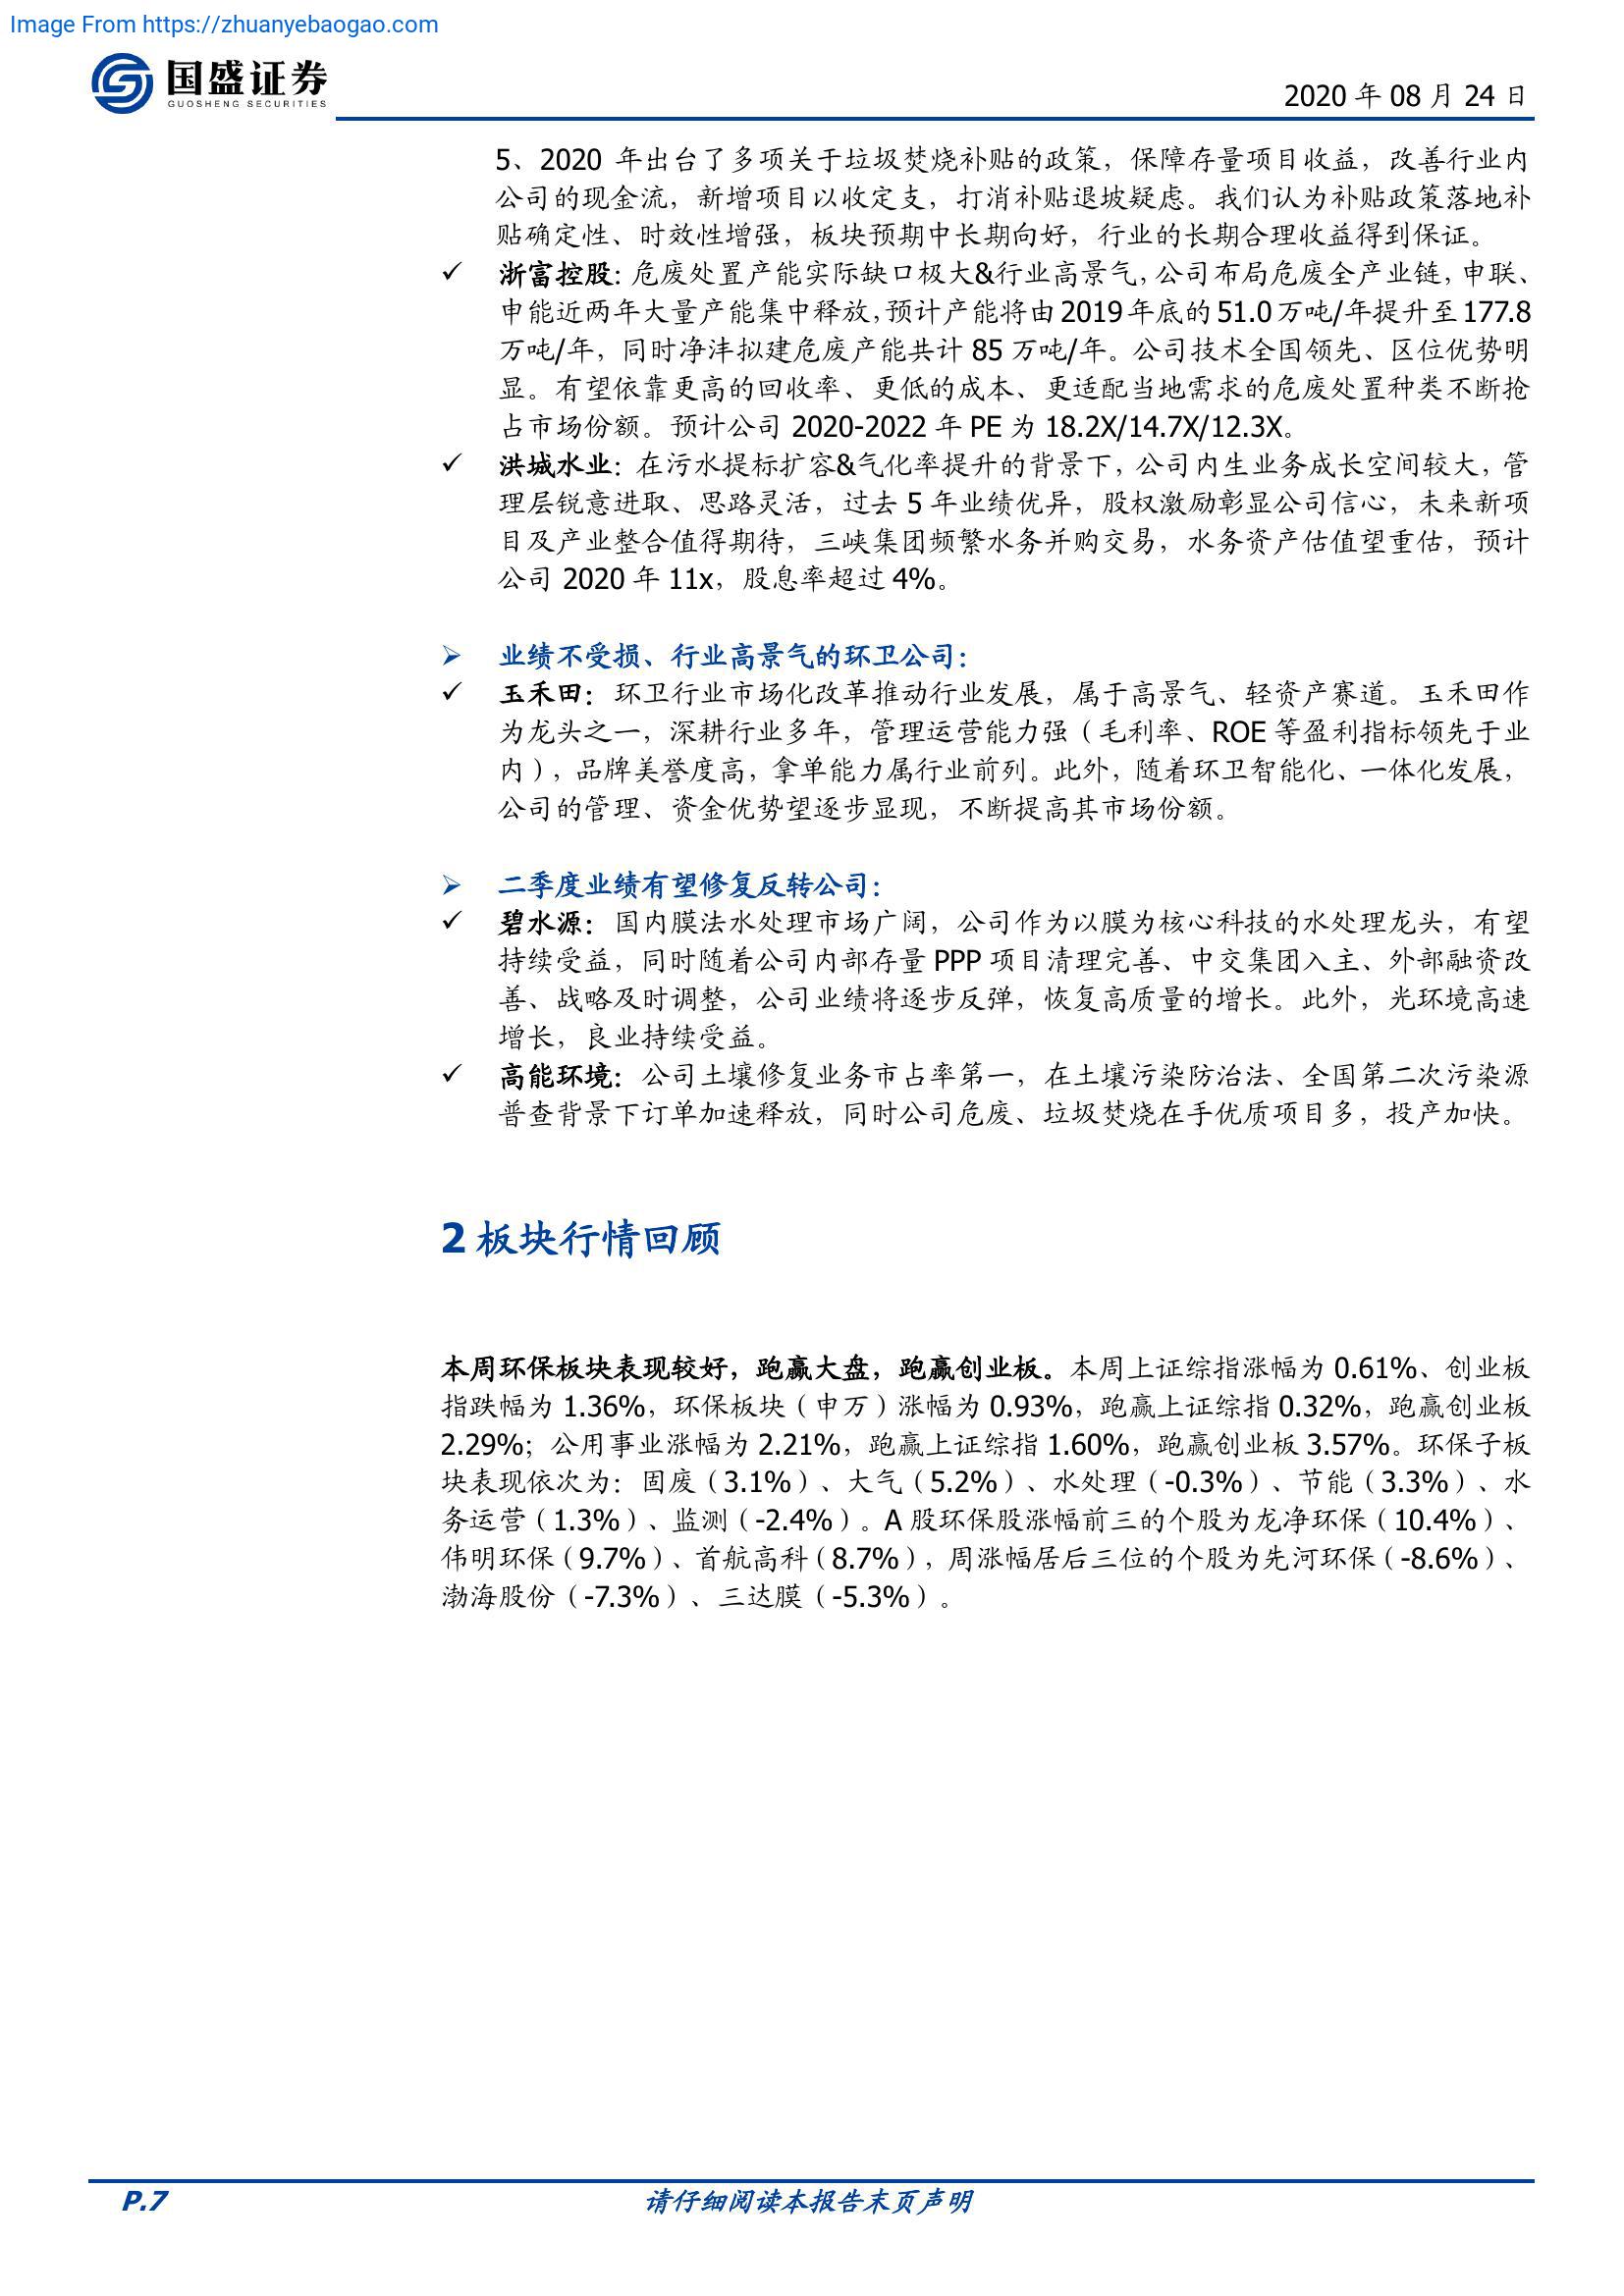 Image From https://zhuanyebaogao.com
国盛证券
GUOSHENG SECURITIES
2020 年 08 月 24 日
5、2020 年出台了多项关于垃圾焚烧补贴的政策，保障存量项目收益，改善行业内
公司的现金流，新增项目以收定支，打消补贴退坡疑虑。我们认为补贴政策落地补
贴确定性、时效性增强，板块预期中长期向好，行业的长期合理收益得到保证。
✓ 浙富控股：危废处置产能实际缺口极大&行业高景气，公司布局危废全产业链，申联、
申能近两年大量产能集中释放，预计产能将由 2019 年底的 51.0 万吨/年提升至 177.8
万吨/年，同时净沣拟建危废产能共计 85 万吨/年。公司技术全国领先、区位优势明
显。有望依靠更高的回收率、更低的成本、更适配当地需求的危废处置种类不断抢
占市场份额。预计公司 2020-2022 年 PE 为 18.2X/14.7X/12.3X。
✓ 洪城水业：在污水提标扩容&气化率提升的背景下，公司内生业务成长空间较大，管
理层锐意进取、思路灵活，过去 5 年业绩优异，股权激励彰显公司信心，未来新项
目及产业整合值得期待，三峡集团频繁水务并购交易，水务资产估值望重估，预计
公司 2020 年 11x，股息率超过 4%。
➢ 业绩不受损、行业高景气的环卫公司：
✓ 玉禾田：环卫行业市场化改革推动行业发展，属于高景气、轻资产赛道。玉禾田作
为龙头之一，深耕行业多年，管理运营能力强（毛利率、ROE 等盈利指标领先于业
内），品牌美誉度高，拿单能力属行业前列。此外，随着环卫智能化、一体化发展，
公司的管理、资金优势望逐步显现，不断提高其市场份额。
➢ 二季度业绩有望修复反转公司：
✓ 碧水源：国内膜法水处理市场广阔，公司作为以膜为核心科技的水处理龙头，有望
持续受益，同时随着公司内部存量 PPP 项目清理完善、中交集团入主、外部融资改
善、战略及时调整，公司业绩将逐步反弹，恢复高质量的增长。此外，光环境高速
增长，良业持续受益。
✓ 高能环境：公司土壤修复业务市占率第一，在土壤污染防治法、全国第二次污染源
普查背景下订单加速释放，同时公司危废、垃圾焚烧在手优质项目多，投产加快。
2 板块行情回顾
本周环保板块表现较好，跑赢大盘，跑赢创业板。本周上证综指涨幅为 0.61%、创业板
指跌幅为 1.36%，环保板块（申万）涨幅为 0.93%，跑赢上证综指 0.32%，跑赢创业板
2.29%；公用事业涨幅为 2.21%，跑赢上证综指 1.60%，跑赢创业板 3.57%。环保子板
块表现依次为：固废（3.1%）、大气（5.2%）、水处理（-0.3%）、节能（3.3%）、水
务运营（1.3%）、监测（-2.4%）。A 股环保股涨幅前三的个股为龙净环保（10.4%）、
伟明环保（9.7%）、首航高科（8.7%），周涨幅居后三位的个股为先河环保（-8.6%）、
渤海股份（-7.3%）、三达膜（-5.3%）。
P.7
请仔细阅读本报告末页声明